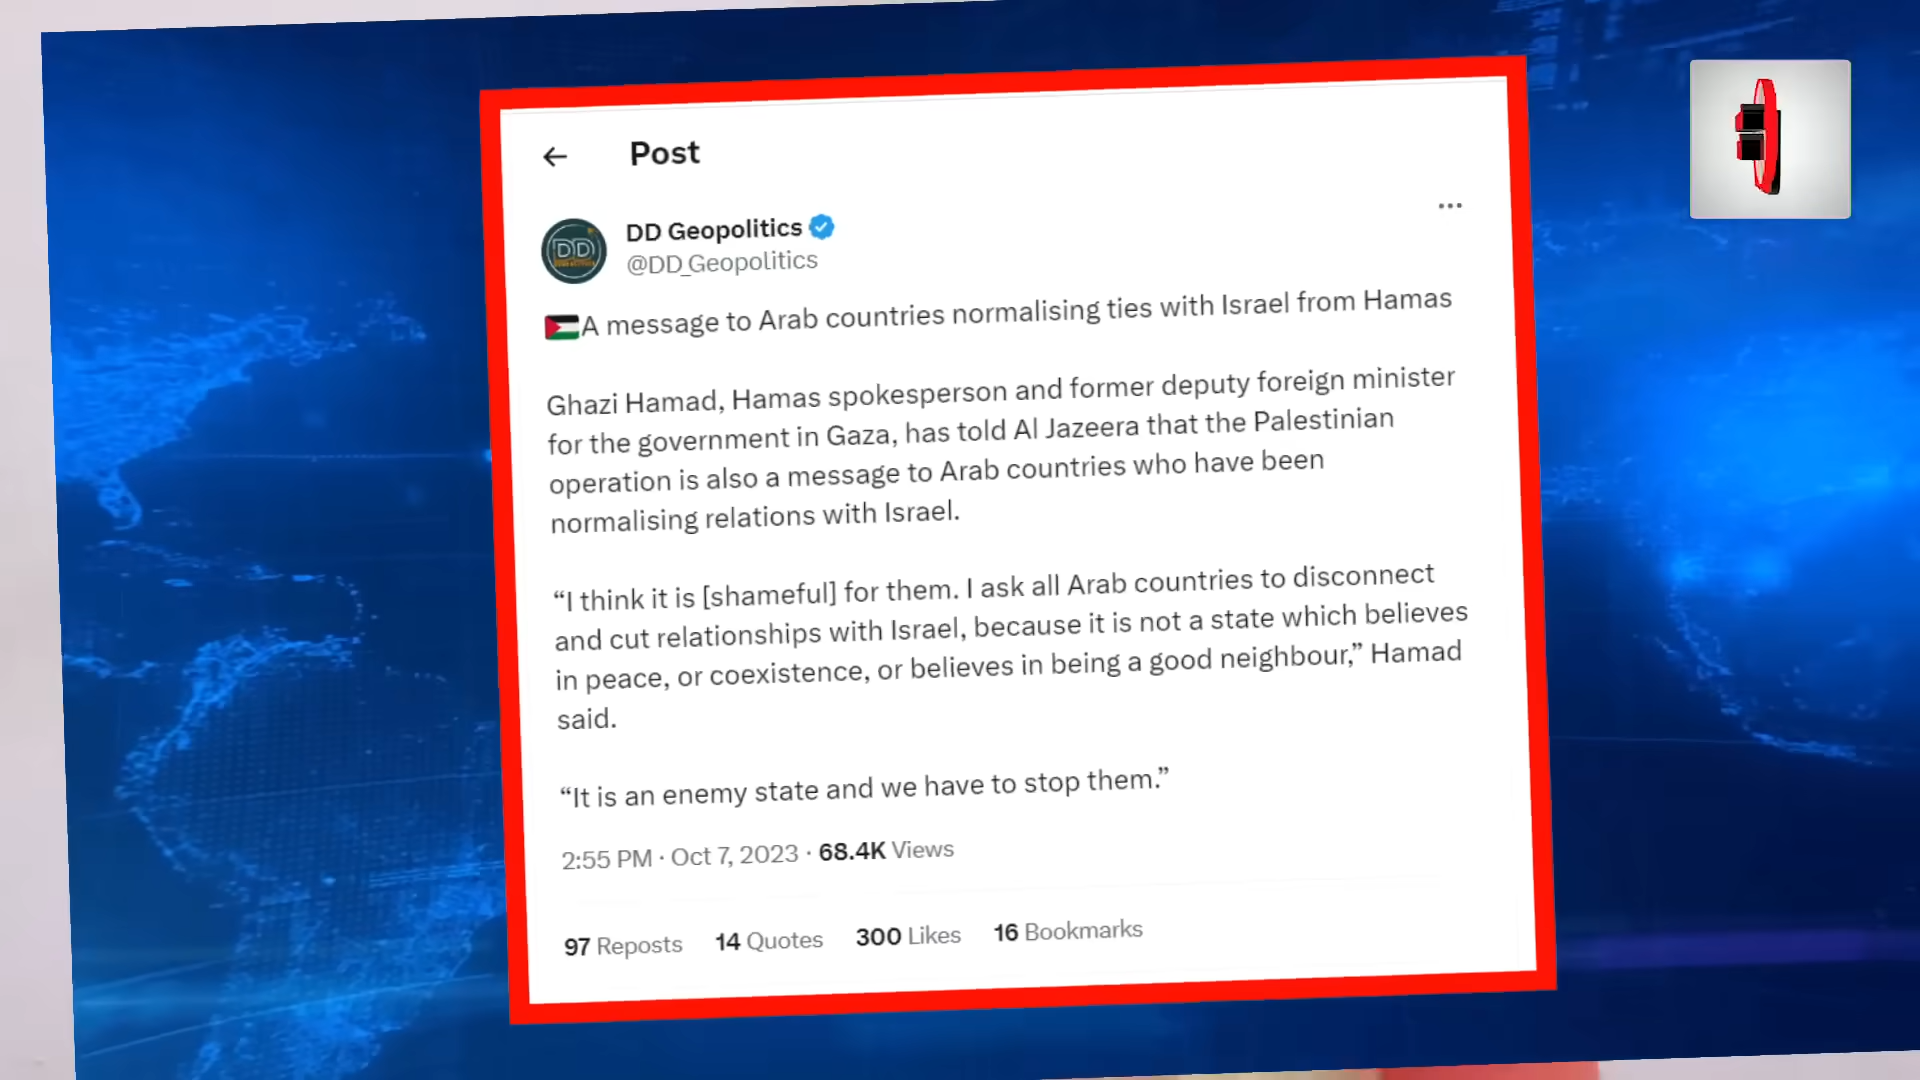 Post
DD Geopolitics
@DD_Geopolitics
A message to Arab countries normalising ties with Israel from Hamas
Ghazi Hamad, Hamas spokesperson and former deputy foreign minister
for the government in Gaza, has told Al Jazeera that the Palestinian
operation is also a message to Arab countries who have been
normalising relations with Israel.
“I think it is [shameful] for them. I ask all Arab countries to disconnect
and cut relationships with Israel, because it is not a state which believes
in peace, or coexistence, or believes in being a good neighbour,” Hamad
said.
“It is an enemy state and we have to stop them.”
2:55 PM · Oct 7, 2023 · 68.4K Views
97 Reposts 14 Quotes 300 Likes 16 Bookmarks